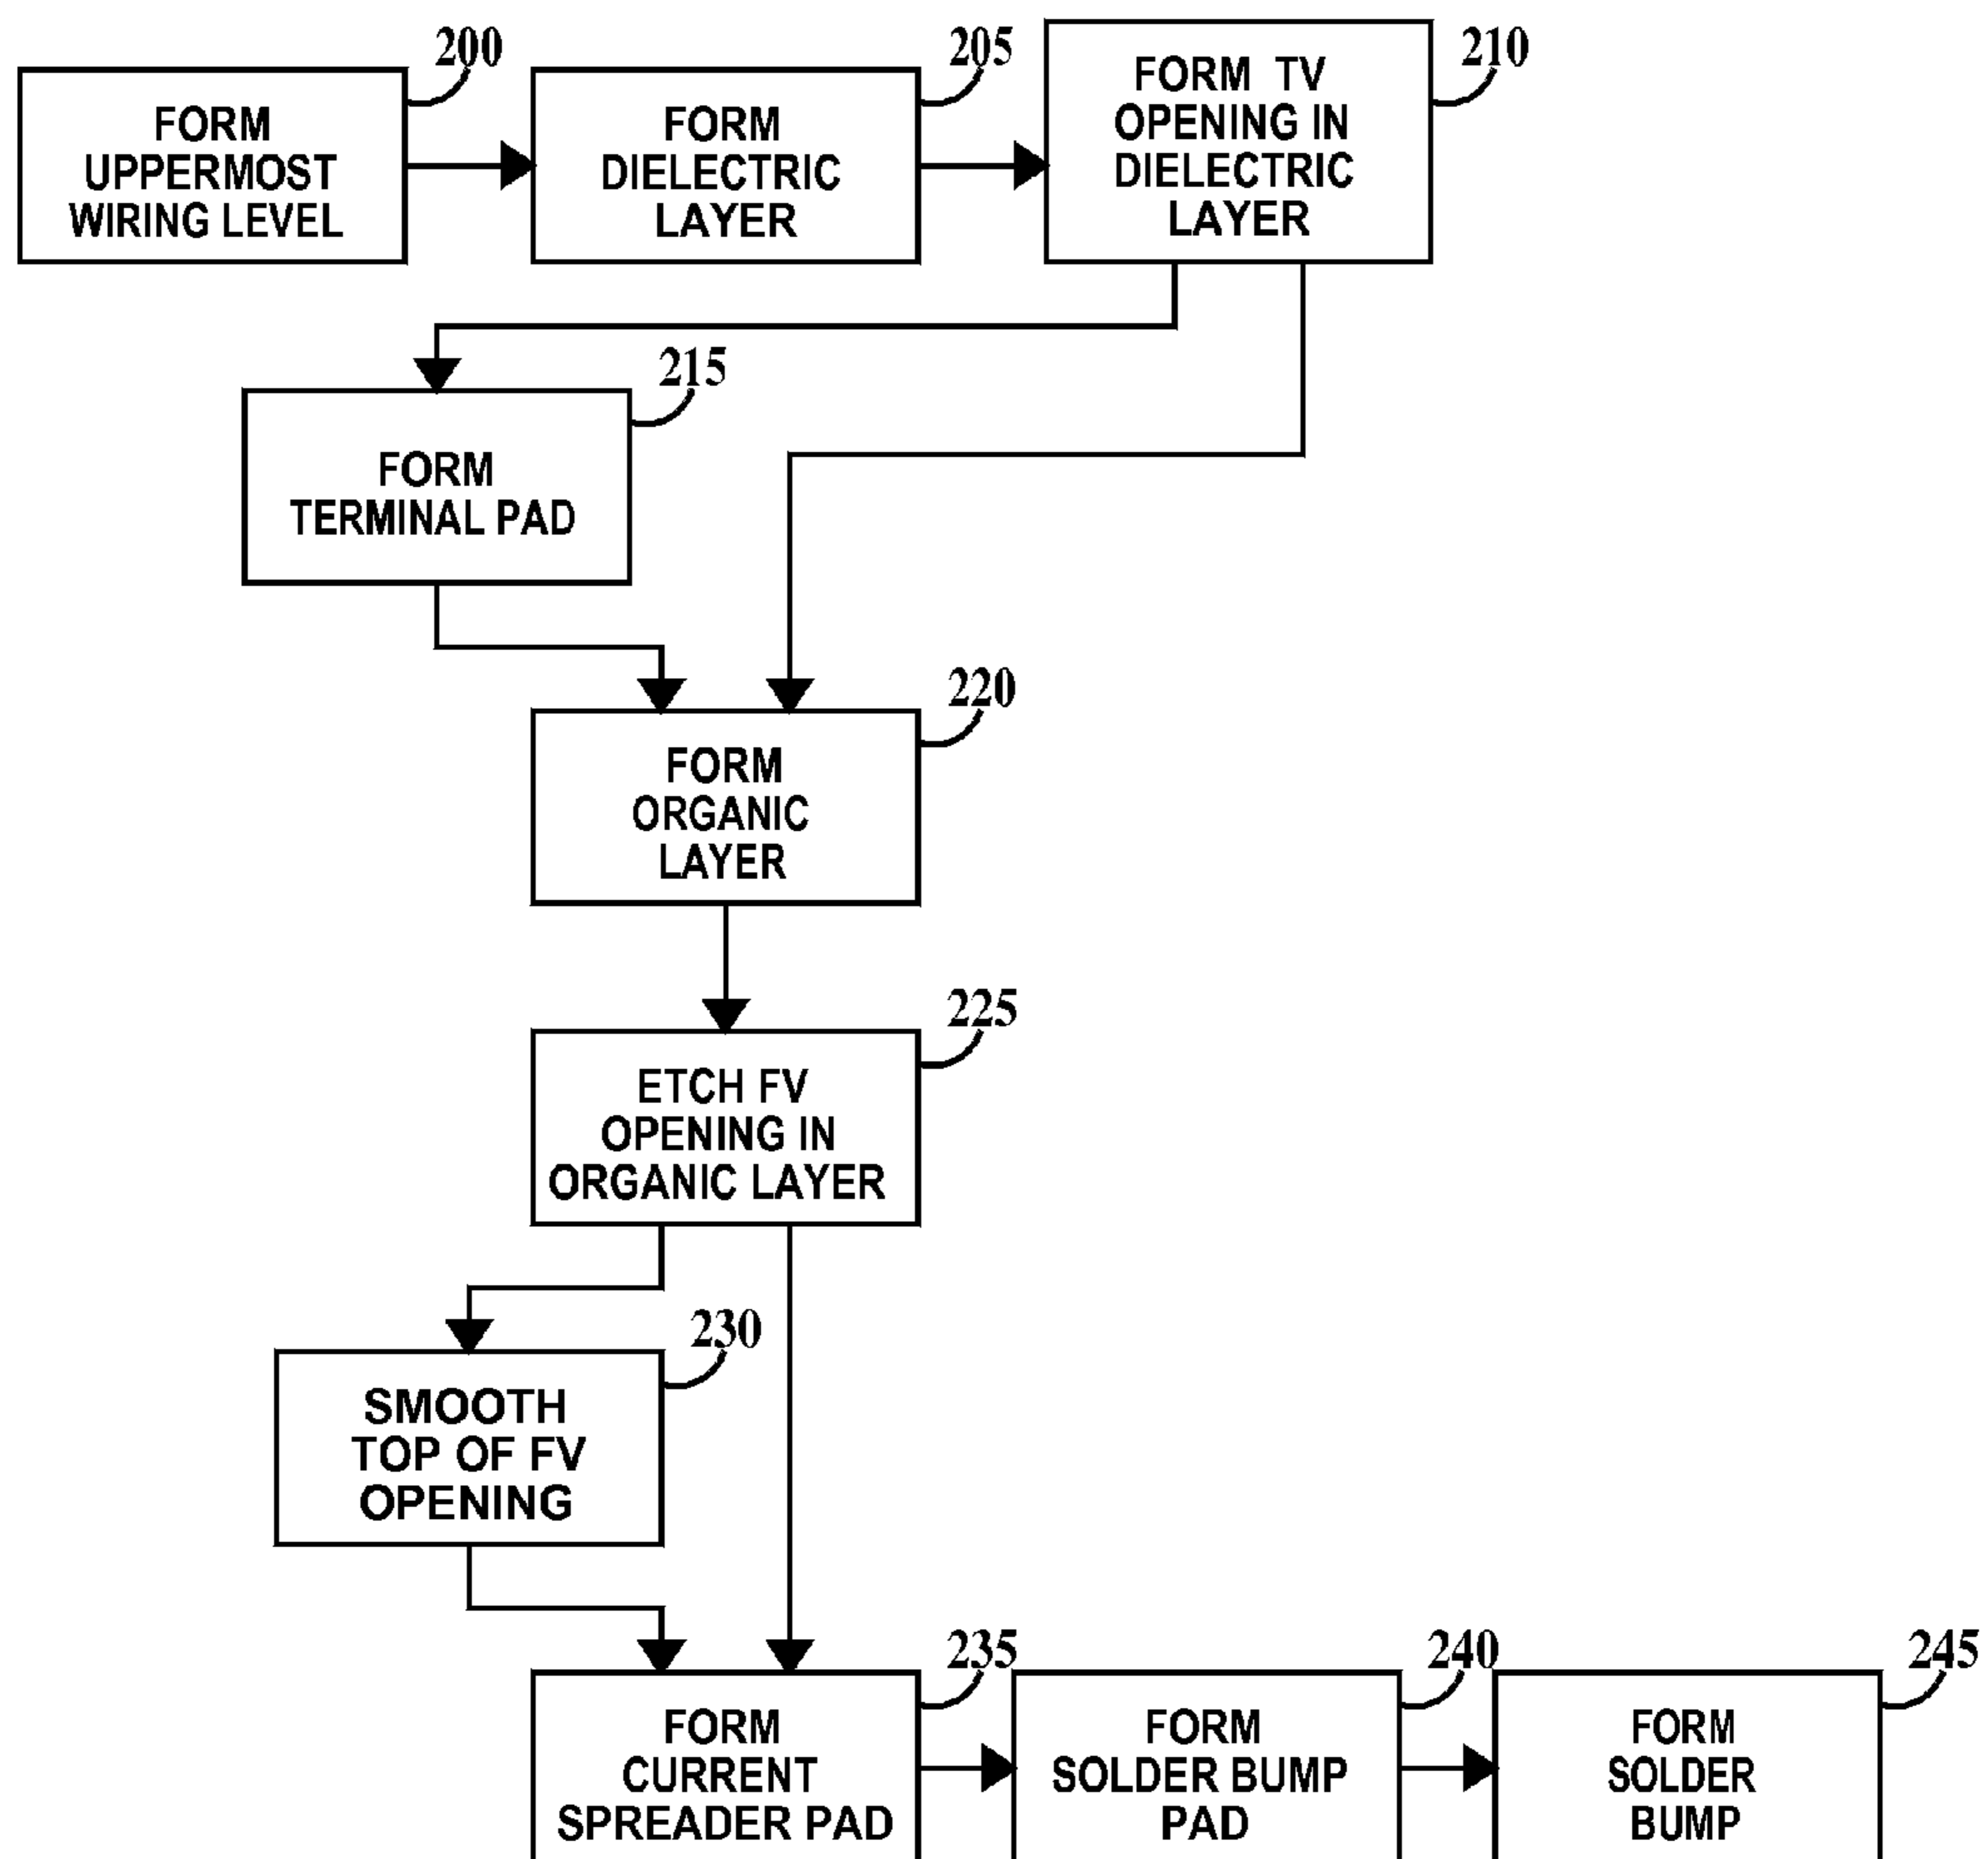 200
FORM
UPPERMOST
WIRING LEVEL
205
FORM
DIELECTRIC
LAYER
210
FORM TV
OPENING IN
DIELECTRIC
LAYER
215
FORM
TERMINAL PAD
220
FORM
ORGANIC
LAYER
225
ETCH FV
OPENING IN
ORGANIC LAYER
230
SMOOTH
TOP OF FV
OPENING
235
FORM
CURRENT
SPREADER PAD
240
FORM
SOLDER BUMP
PAD
245
FORM
SOLDER
BUMP